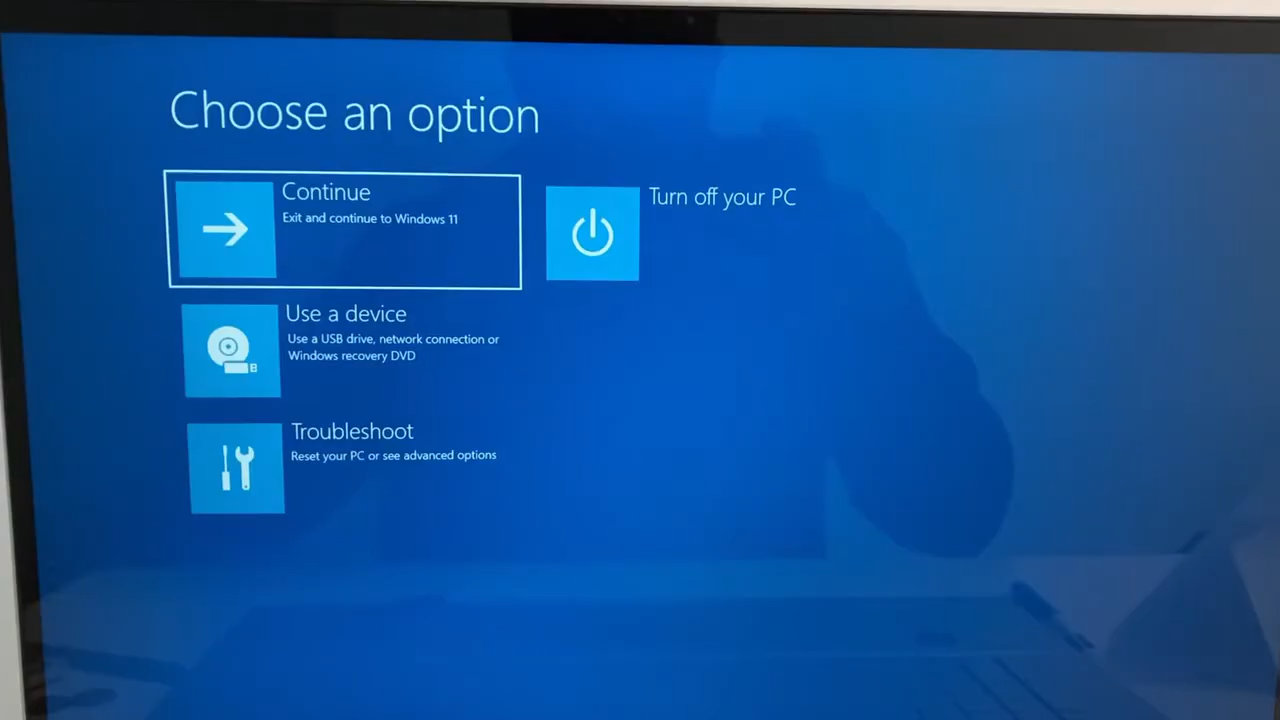 Choose an option
Continue
Exit and continue to Windows 11
Turn off your PC
Use a device
Use a USB drive, network connection or
Windows recovery DVD
Troubleshoot
Reset your PC or see advanced options